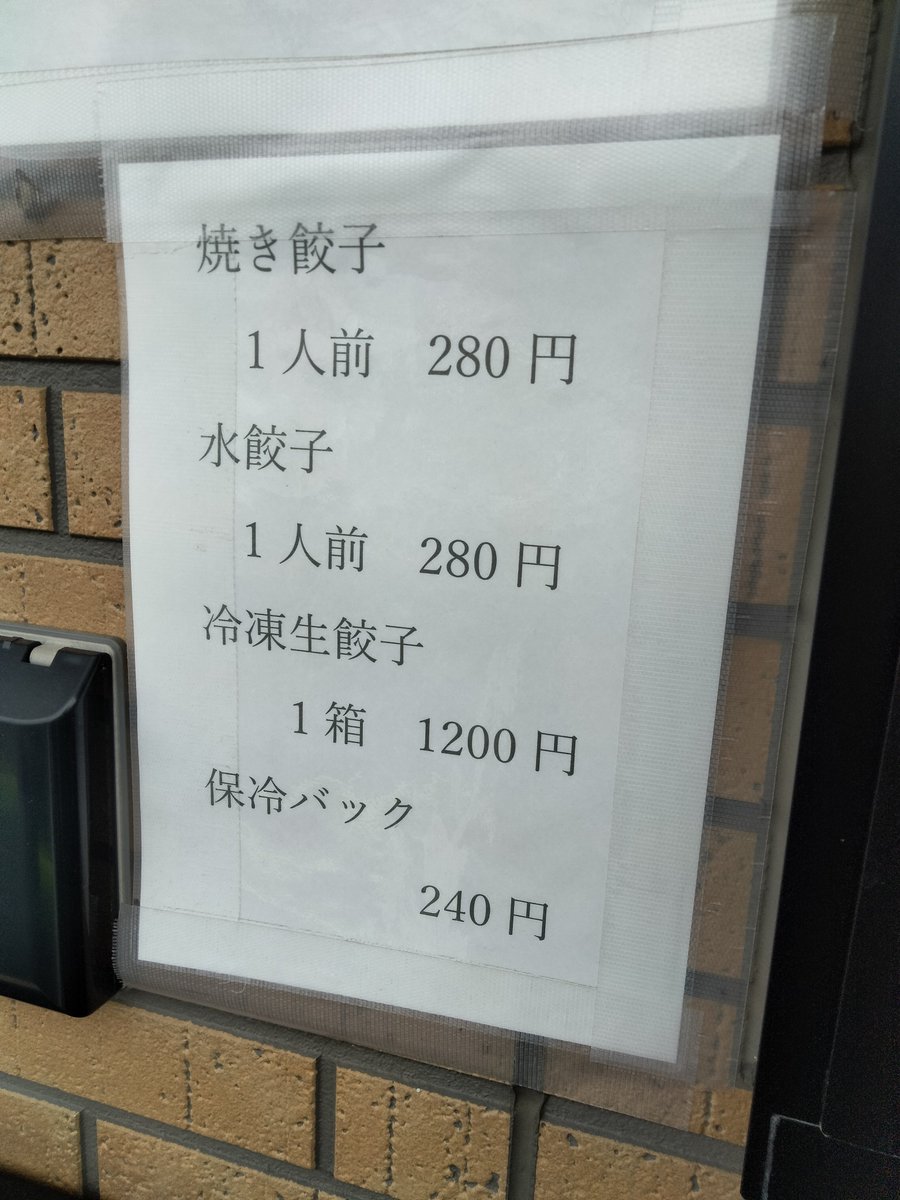 焼き餃子
1人前　280円
水餃子
1人前　280円
冷凍生餃子
1箱　1200円
保冷バック
240円